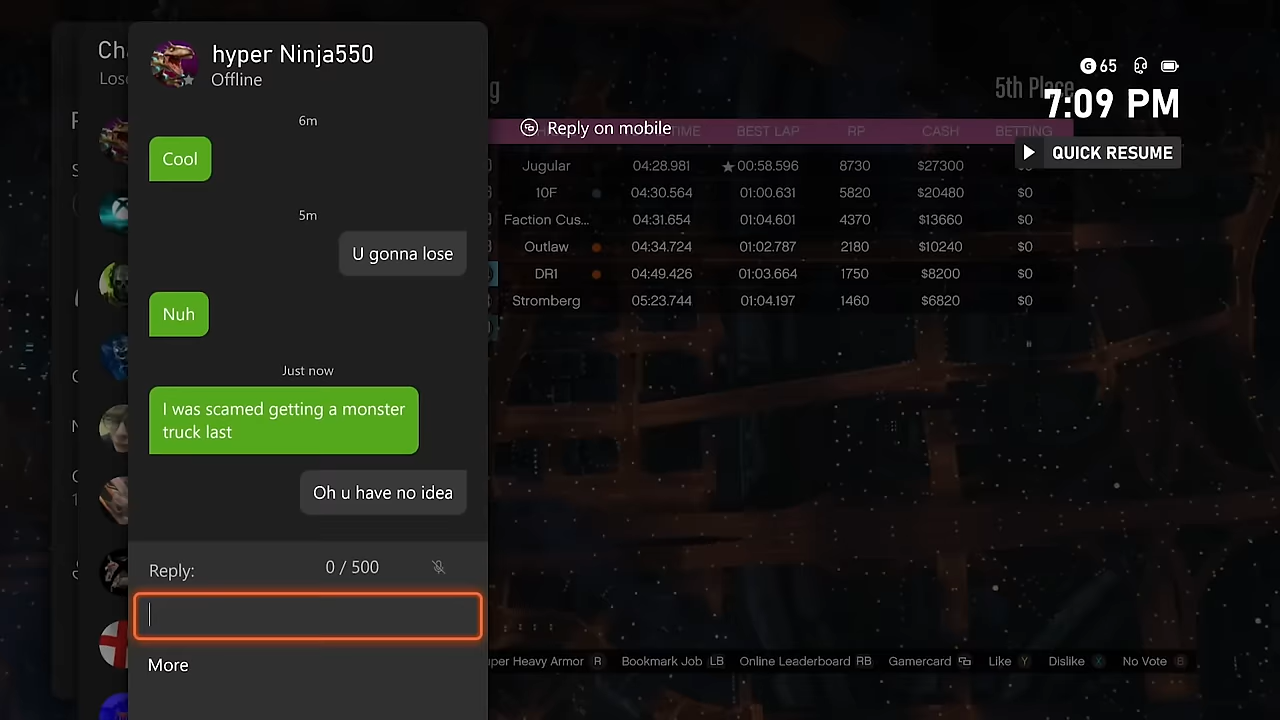 hyper Ninja550
Offline
6m
Cool
5m
U gonna lose
Nuh
Just now
I was scamed getting a monster
truck last
Oh u have no idea
Reply:
0 / 500
More
Reply on mobile
5th Place
65
7:09 PM
QUICK RESUME
TIME BEST LAP RP CASH BETTING
Jugular 04:28.981 00:58.596 8730 $27300 $0
10F 04:30.564 01:00.631 5820 $20480 $0
Faction Cus... 04:31.654 01:04.601 4370 $13660 $0
Outlaw 04:34.724 01:02.787 2180 $10240 $0
DR1 04:49.426 01:03.664 1750 $8200 $0
Stromberg 05:23.744 01:04.197 1460 $6820 $0
Heavy Armor R Bookmark Job LB Online Leaderboard RB Gamercard Like Y Dislike X No Vote B